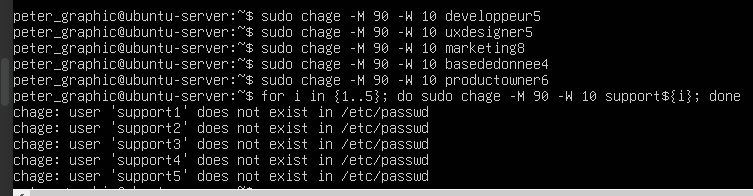 peter_graphic@ubuntu-server:~$ sudo chage -M 90 -W 10 developpeur5
peter_graphic@ubuntu-server:~$ sudo chage -M 90 -W 10 uxdesigner5
peter_graphic@ubuntu-server:~$ sudo chage -M 90 -W 10 marketing8
peter_graphic@ubuntu-server:~$ sudo chage -M 90 -W 10 basededonnee4
peter_graphic@ubuntu-server:~$ sudo chage -M 90 -W 10 productowner6
peter_graphic@ubuntu-server:~$ for i in {1..5}; do sudo chage -M 90 -W 10 support${i}; done
chage: user 'support1' does not exist in /etc/passwd
chage: user 'support2' does not exist in /etc/passwd
chage: user 'support3' does not exist in /etc/passwd
chage: user 'support4' does not exist in /etc/passwd
chage: user 'support5' does not exist in /etc/passwd
peter_graphic@ubuntu-server:~$